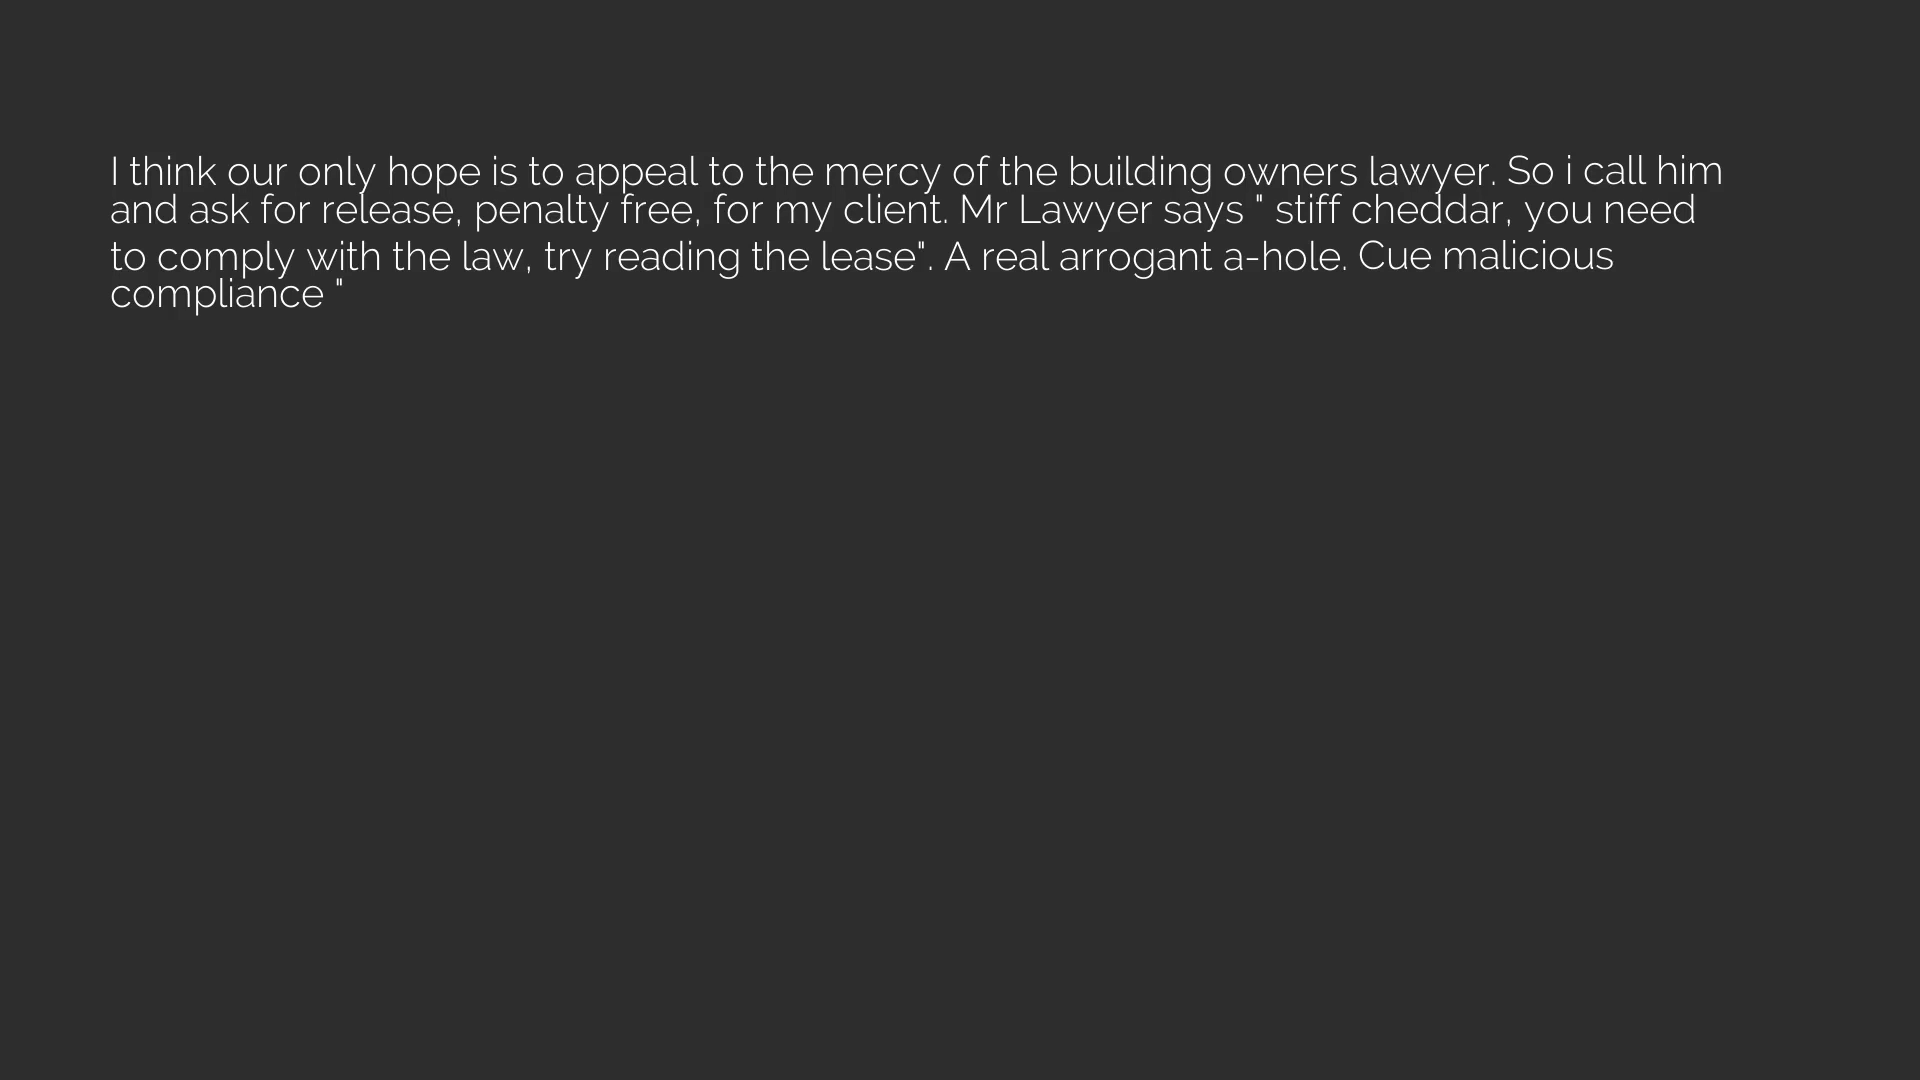 I think our only hope is to appeal to the mercy of the building owners lawyer. So i call him
and ask for release, penalty free, for my client. Mr Lawyer says " stiff cheddar, you need
to comply with the law, try reading the lease". A real arrogant a-hole. Cue malicious
compliance "